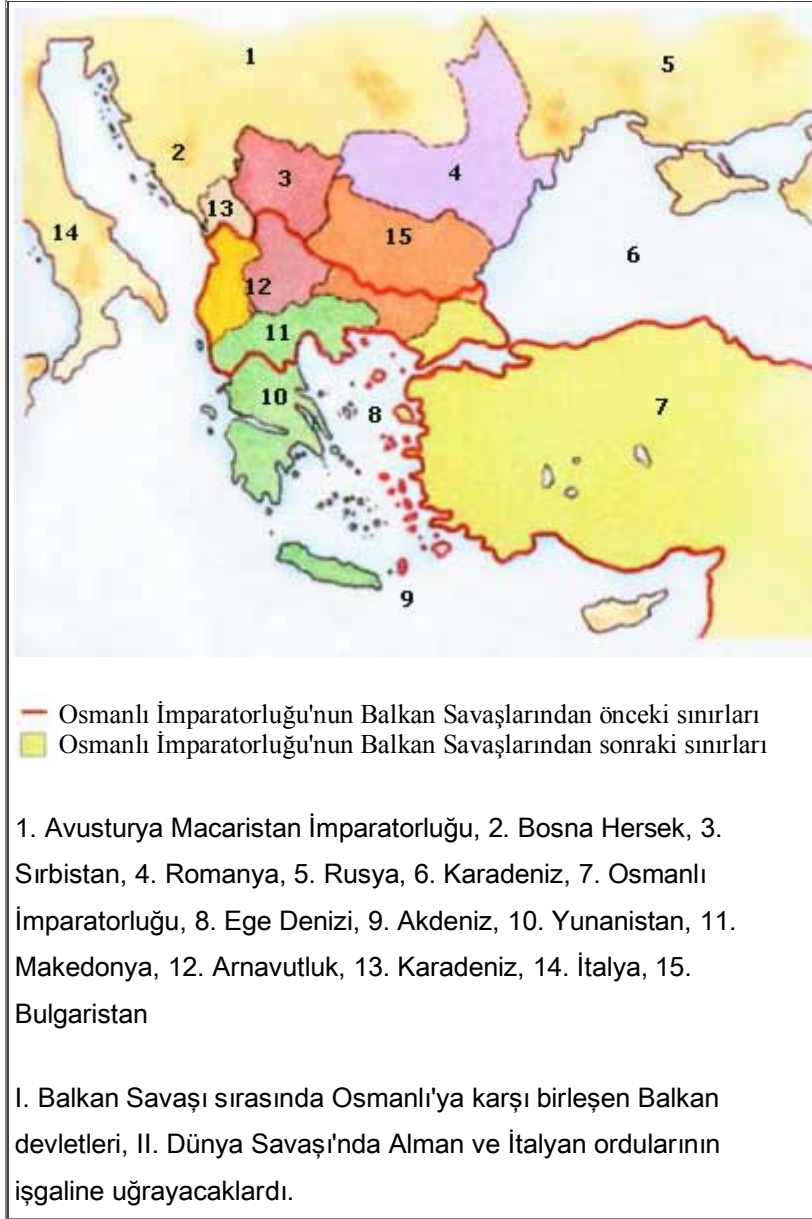 1
5
2
3
4
13
14
15
6
12
11
10
8
7
9
Osmanlı İmparatorluğu'nun Balkan Savaşlarından önceki sınırları
Osmanlı İmparatorluğu'nun Balkan Savaşlarından sonraki sınırları
1. Avusturya Macaristan İmparatorluğu, 2. Bosna Hersek, 3.
Sırbistan, 4. Romanya, 5. Rusya, 6. Karadeniz, 7. Osmanlı
İmparatorluğu, 8. Ege Denizi, 9. Akdeniz, 10. Yunanistan, 11.
Makedonya, 12. Arnavutluk, 13. Karadeniz, 14. İtalya, 15.
Bulgaristan
I. Balkan Savaşı sırasında Osmanlı'ya karşı birleşen Balkan
devletleri, II. Dünya Savaşı'nda Alman ve İtalyan ordularının
işgaline uğrayacaklardı.